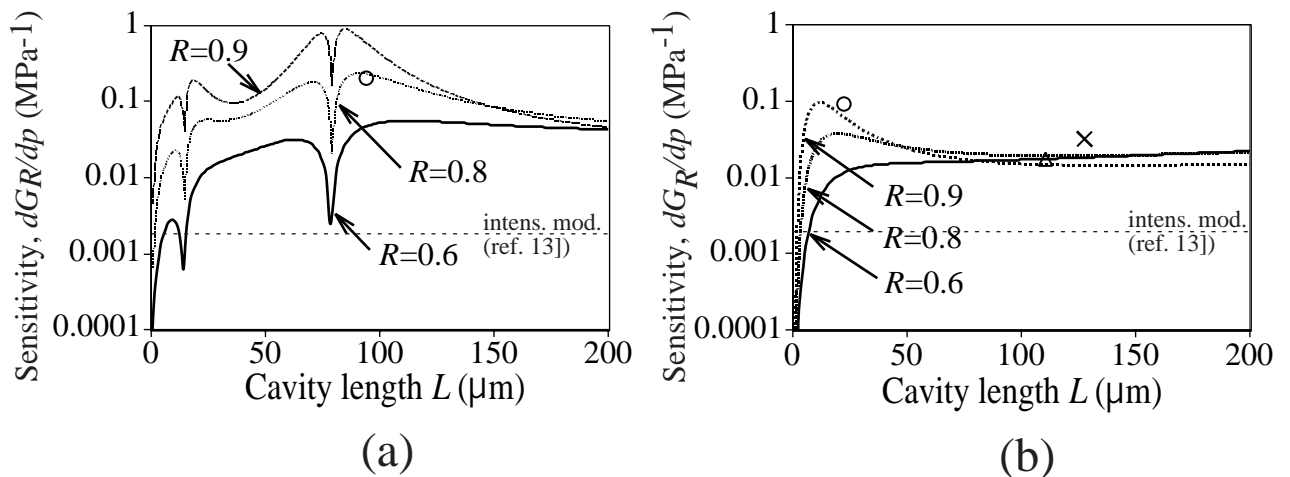 Sensitivity, dG_R/dp (MPa-1)
1
0.1
0.01
0.001
0.0001
R=0.9
R=0.8
R=0.6
intens. mod.
(ref. 13])
0 50 100 150 200
Cavity length L (µm)
(a)
Sensitivity, dG_R/dp (MPa-1)
1
0.1
0.01
0.001
0.0001
intens. mod.
(ref. 13])
R=0.9
R=0.8
R=0.6
0 50 100 150 200
Cavity length L (µm)
(b)